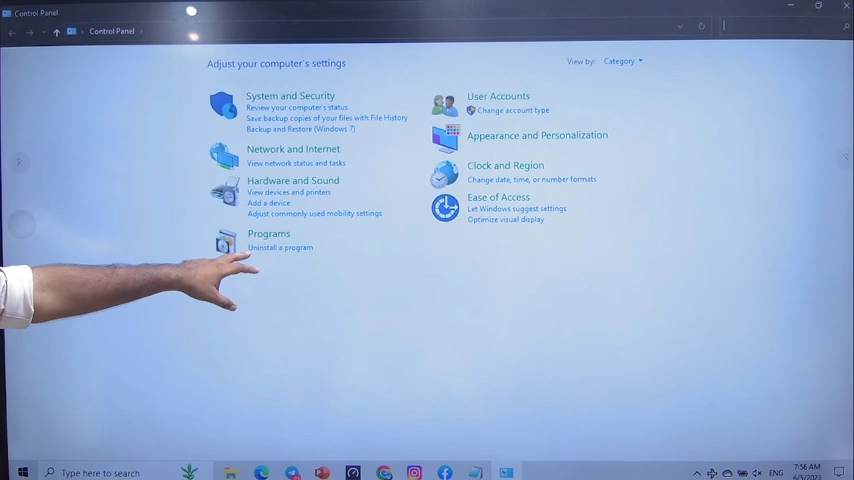 Control Panel
Control Panel
Adjust your computer's settings
View by: Category
System and Security
Review your computer's status
Save backup copies of your files with File History
Backup and Restore (Windows 7)
Network and Internet
View network status and tasks
Hardware and Sound
View devices and printers
Add a device
Adjust commonly used mobility settings
Programs
Uninstall a program
User Accounts
Change account type
Appearance and Personalization
Clock and Region
Change date, time, or number formats
Ease of Access
Let Windows suggest settings
Optimize visual display
Type here to search
ENG
7:56 AM
6/5/2023